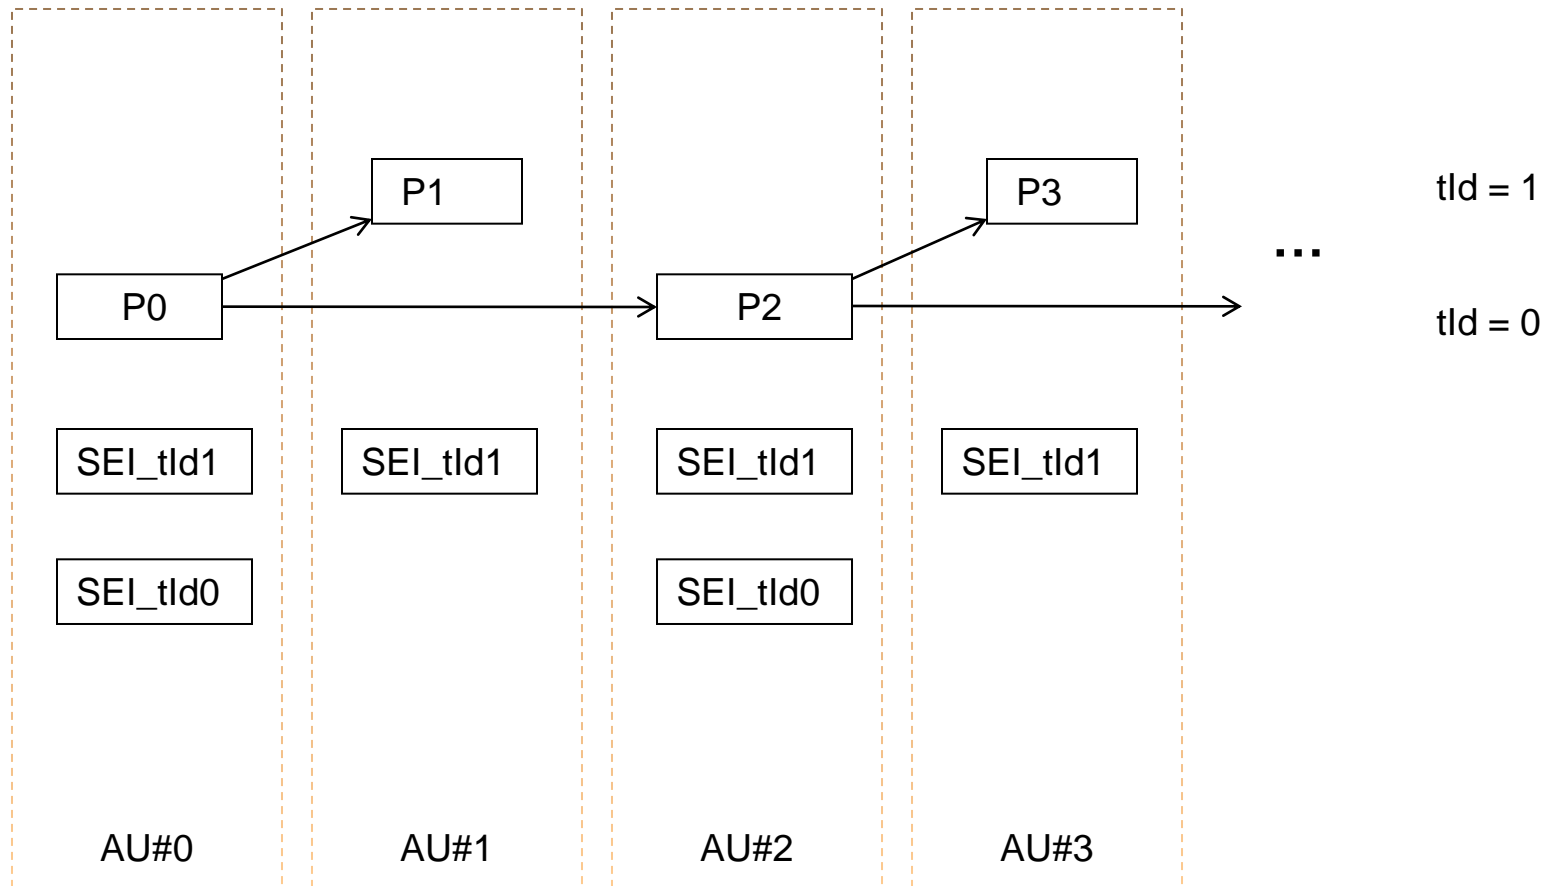 P1
P3
tId = 1
...
P0
P2
tId = 0
SEI_tId1
SEI_tId1
SEI_tId1
SEI_tId1
SEI_tId0
SEI_tId0
AU#0
AU#1
AU#2
AU#3